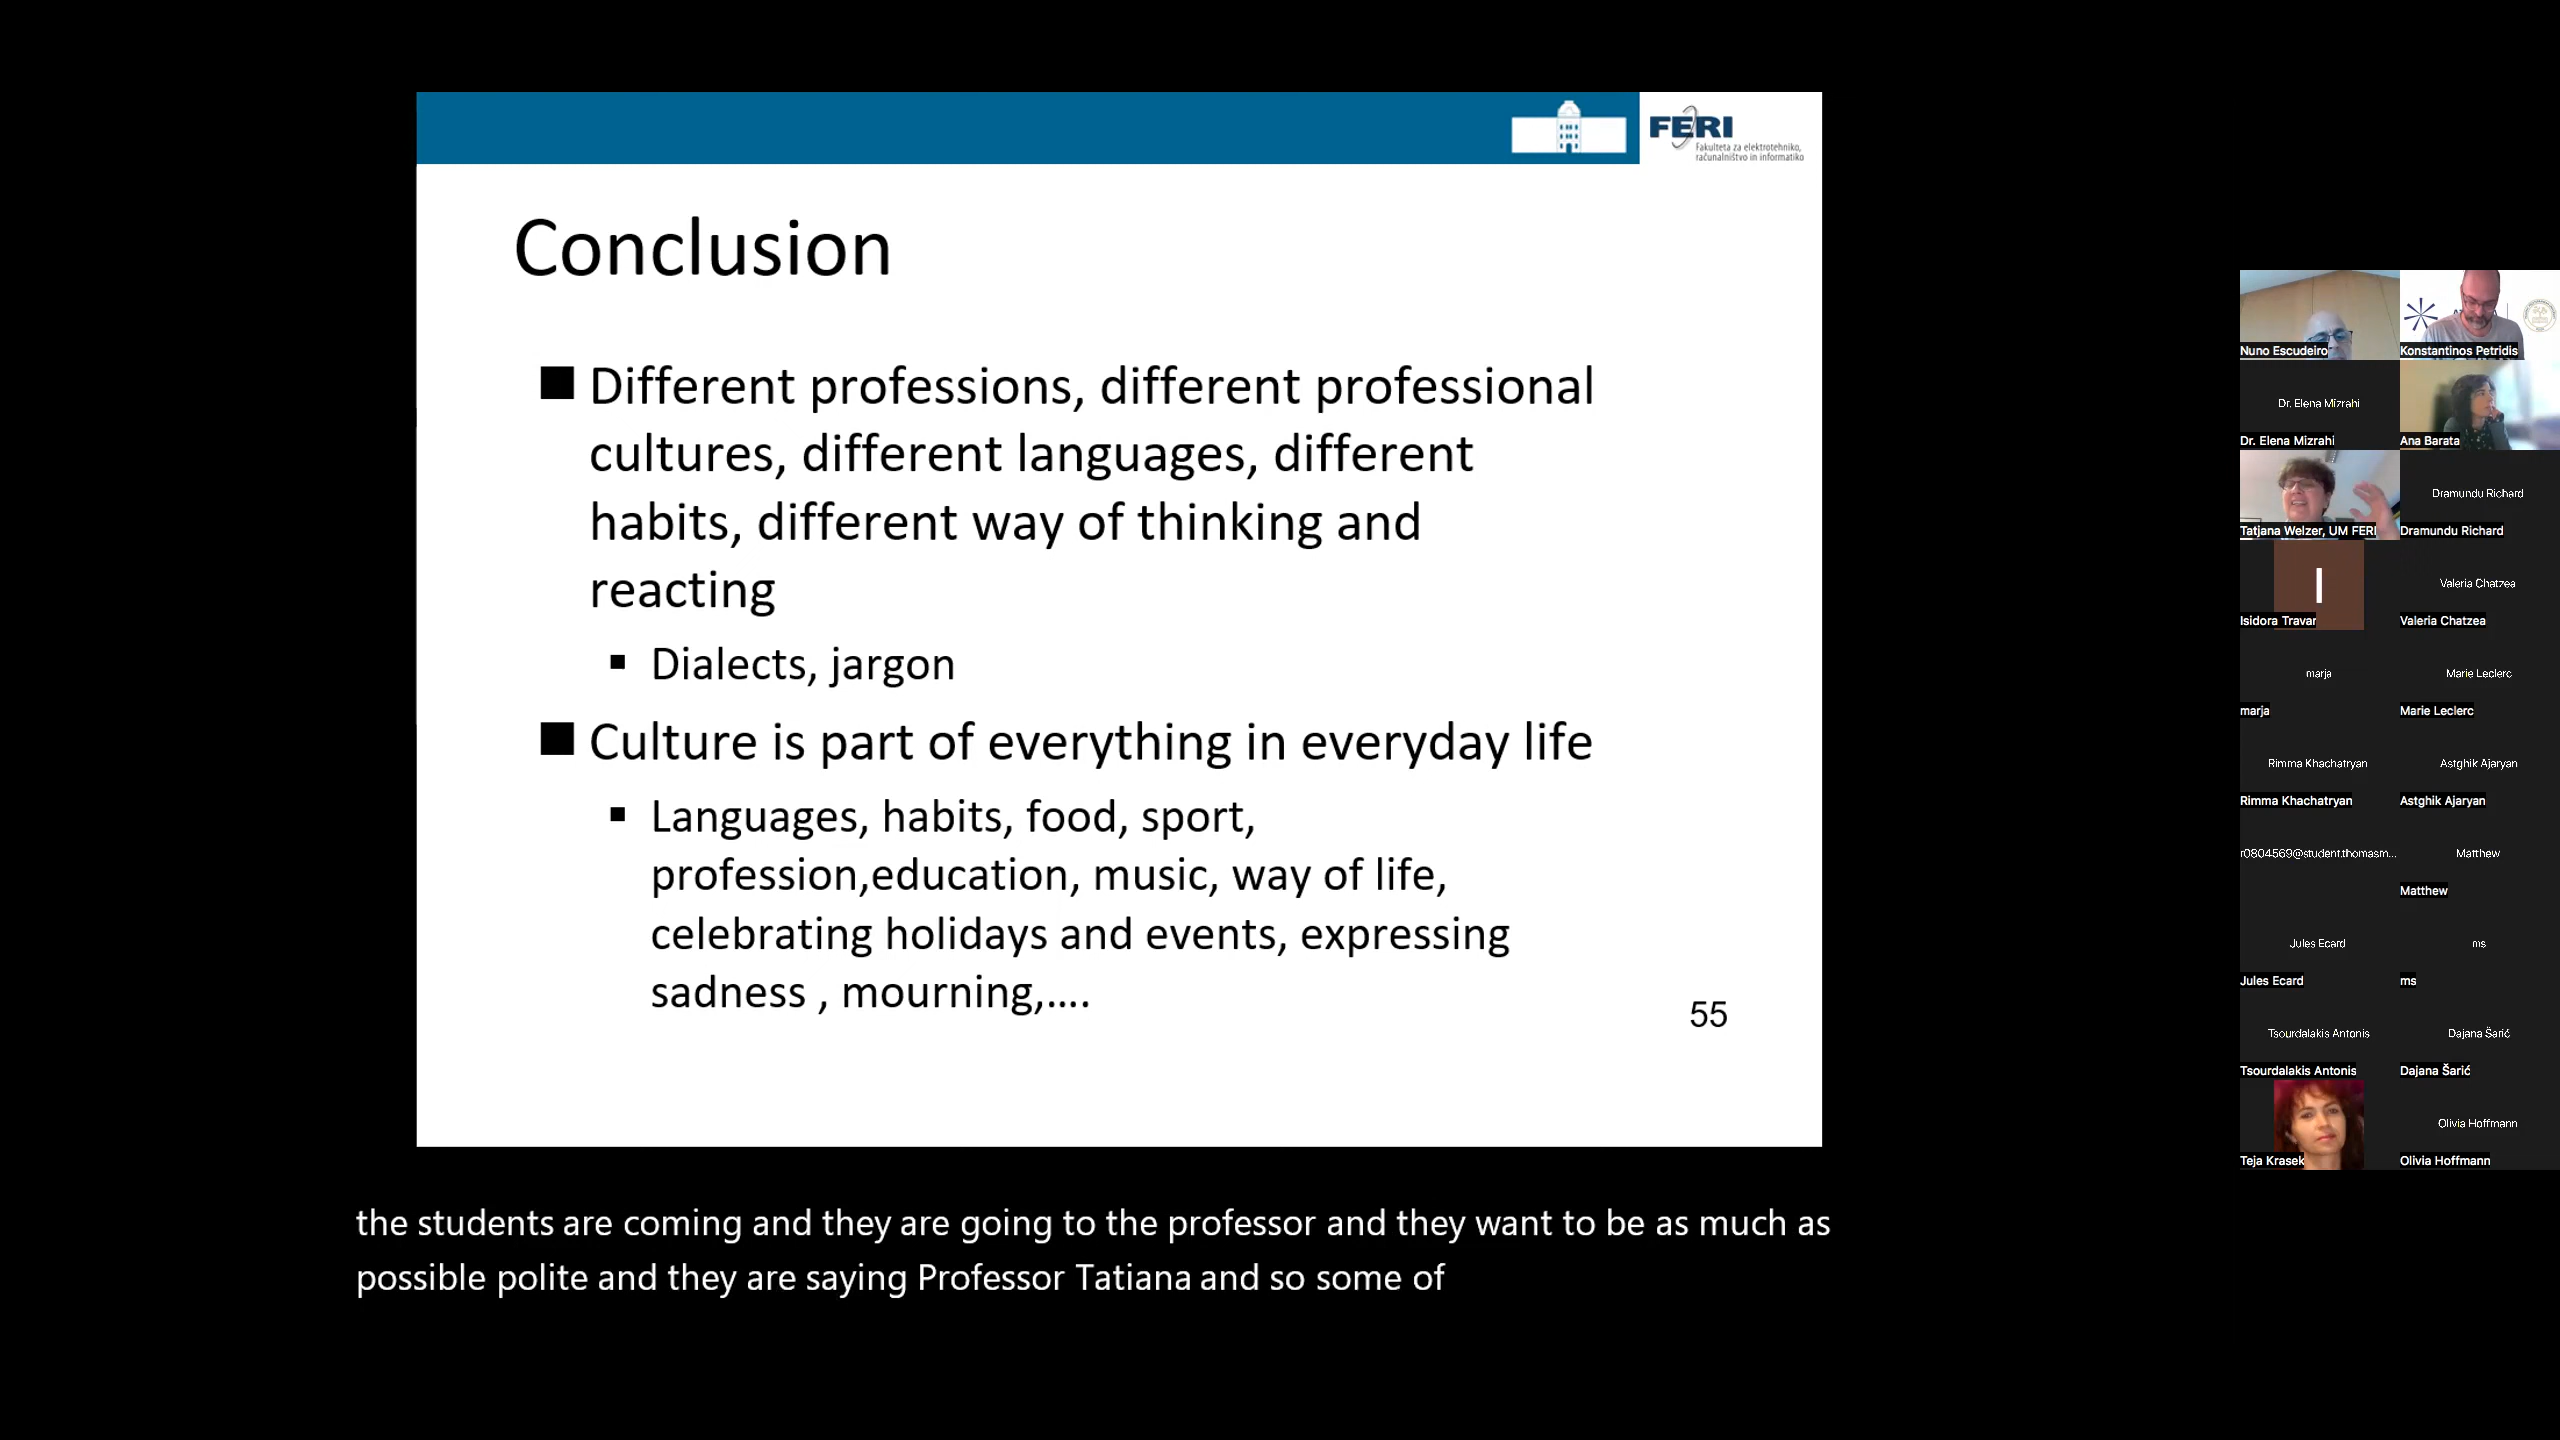 FERI
Fakulteta za elektrotehniko,
računalništvo in informatiko
Conclusion
Different professions, different professional
cultures, different languages, different
habits, different way of thinking and
reacting
Dialects, jargon
Culture is part of everything in everyday life
Languages, habits, food, sport,
profession,education, music, way of life,
celebrating holidays and events, expressing
sadness , mourning,....
55
the students are coming and they are going to the professor and they want to be as much as
possible polite and they are saying Professor Tatiana and so some of
Nuno Escudeiro
Konstantinos Petridis
Dr. Elena Mizrahi
Dr. Elena Mizrahi
Ana Barata
Dramundu Richard
Tatjana Welzer, UM FERI
Dramundu Richard
I
Valeria Chatzea
Isidora Travar
Valeria Chatzea
marja
Marie Leclerc
marja
Marie Leclerc
Rimma Khachatryan
Astghik Ajaryan
Rimma Khachatryan
Astghik Ajaryan
r0804569@student.thomasm...
Matthew
Matthew
Jules Ecard
ms
Jules Ecard
ms
Tsourdalakis Antonis
Dajana Šarić
Tsourdalakis Antonis
Dajana Šarić
Olivia Hoffmann
Teja Krasek
Olivia Hoffmann